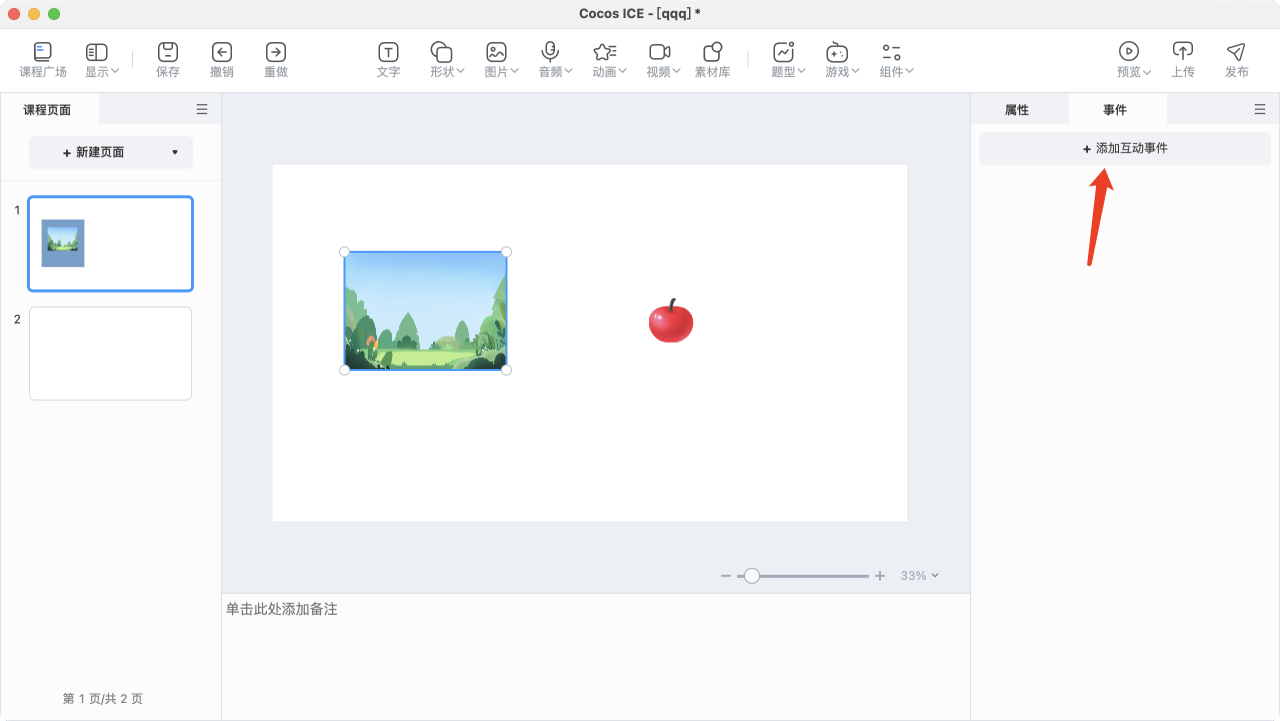 Cocos ICE - [qqq] *
课程广场 显示 保存 撤销 重做 文字 形状 图片 音频 动画 视频 素材库 题型 游戏 组件 预览 上传 发布
课程页面
+ 新建页面
1
2
第 1 页/共 2 页
33%
单击此处添加备注
属性 事件
+ 添加互动事件